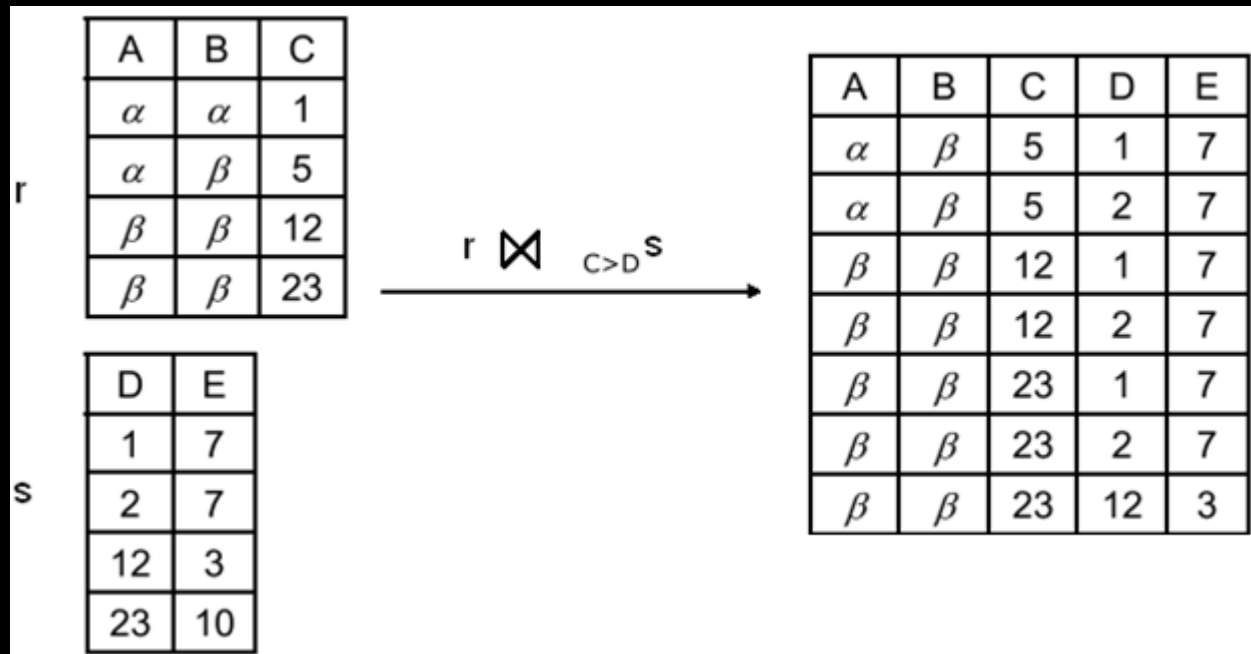 r
A B C
α α 1
α β 5
β β 12
β β 23
s
D E
1 7
2 7
12 3
23 10
r ⋈ C>D s
A B C D E
α β 5 1 7
α β 5 2 7
β β 12 1 7
β β 12 2 7
β β 23 1 7
β β 23 2 7
β β 23 12 3